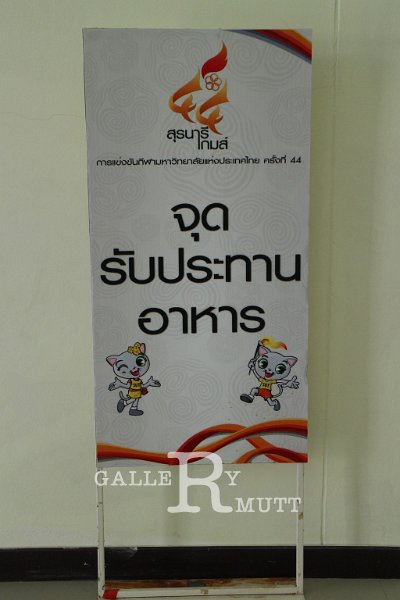 ๔๔
สุรนารี
เกมส์
การแข่งขันกีฬามหาวิทยาลัยแห่งประเทศไทย ครั้งที่ 44
จุด
รับประทาน
อาหาร
GALLERY
RMUTT